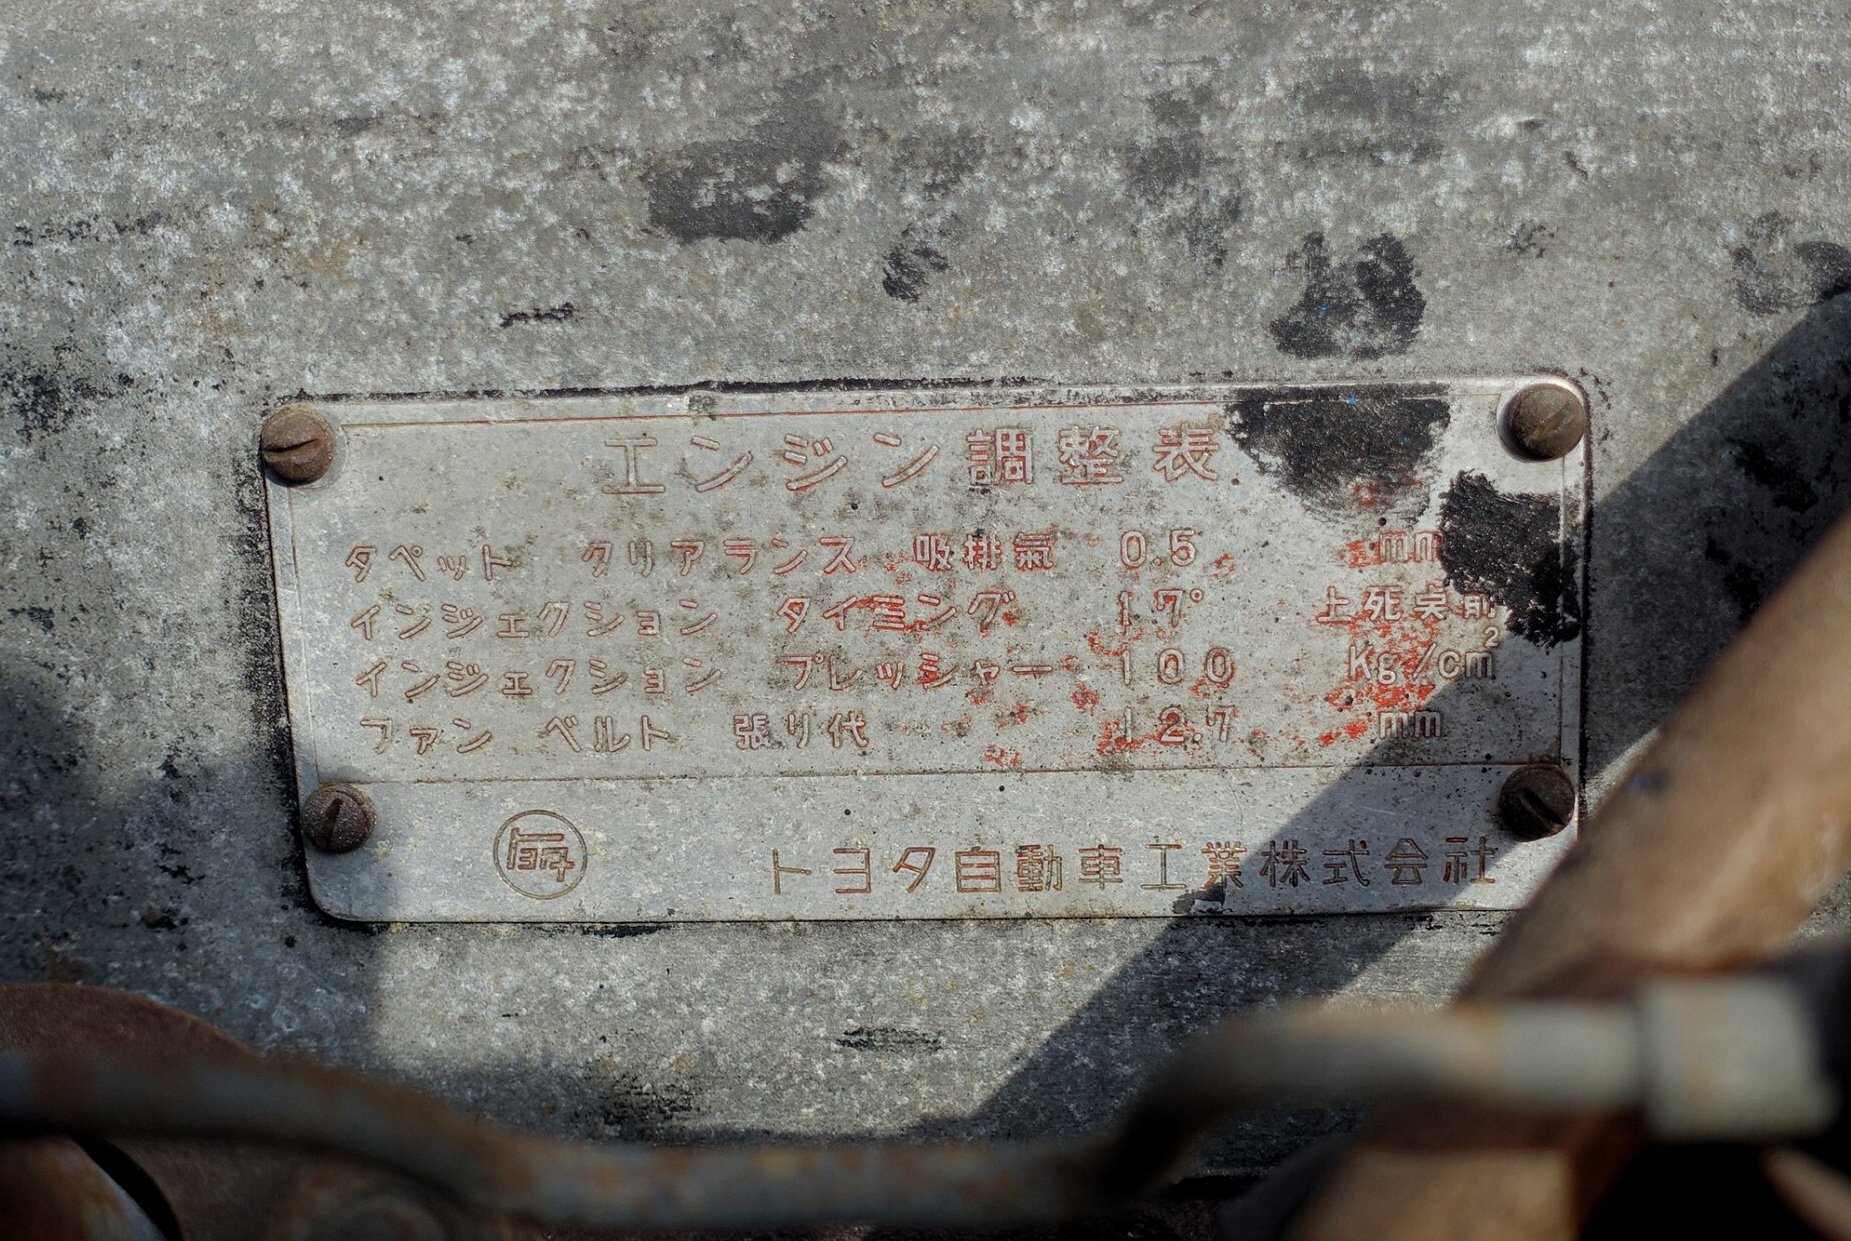 エンジン調整表
タペット クリアランス 吸排氣 0.5 mm
インジェクション タイミング 17° 上死点前
インジェクション プレッシャー 100 Kg/cm²
ファン ベルト 張り代 12.7 mm
トヨタ
トヨタ自動車工業株式会社